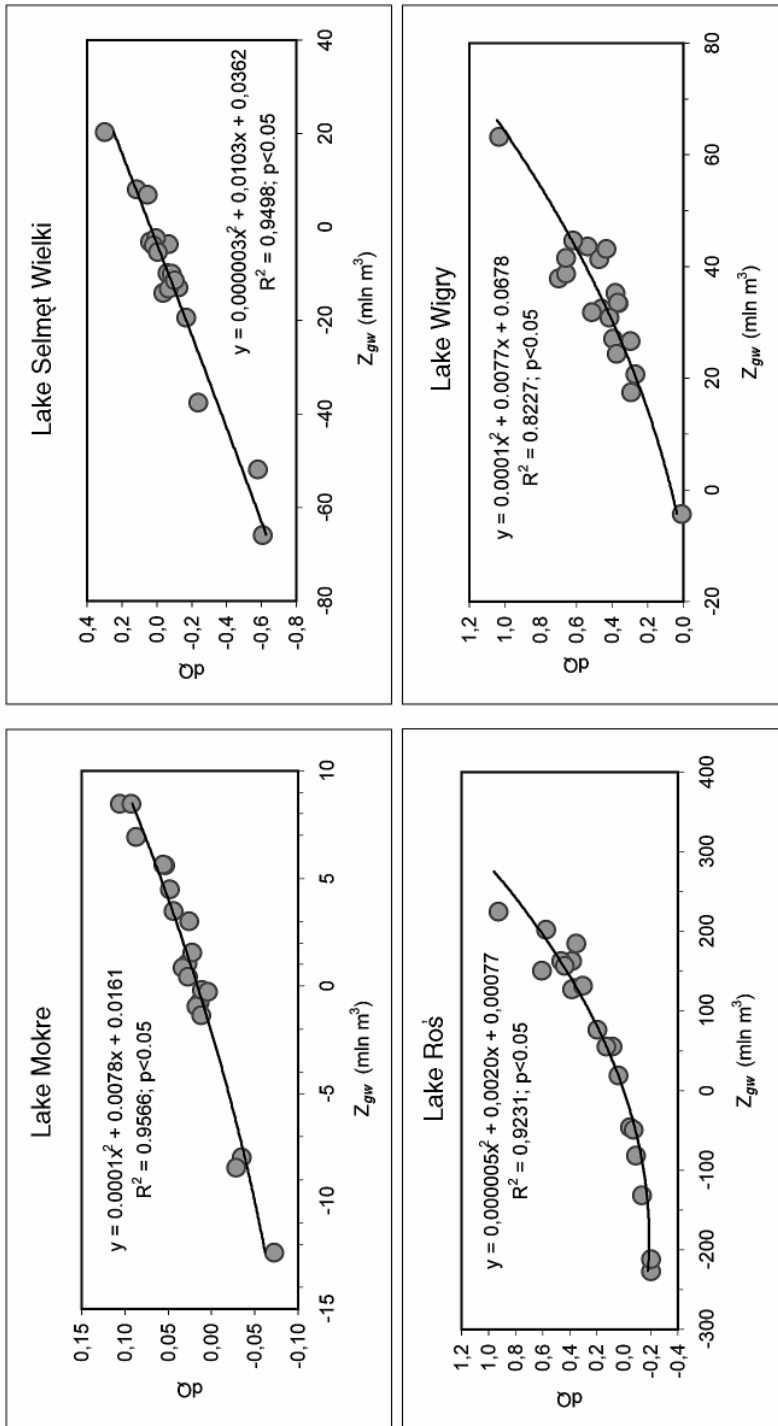 Lake Mokre
y = 0.0001x² + 0.0078x + 0.0161
R² = 0.9566; p<0.05
0,15
0,10
0,05
0,00
-0,05
-0,10
dQ
-15
-10
-5
0
5
10
Zgw (mln m³)
Lake Selmęt Wielki
y = 0,000003x² + 0,0103x + 0,0362
R² = 0,9498; p<0.05
0,4
0,2
0,0
-0,2
-0,4
-0,6
-0,8
dQ
-80
-60
-40
-20
0
20
40
Zgw (mln m³)
Lake Roś
y = 0,000005x² + 0,0020x + 0,00077
R² = 0,9231; p<0.05
1,2
1,0
0,8
0,6
0,4
0,2
0,0
-0,2
-0,4
dQ
-300
-200
-100
0
100
200
300
400
Zgw (mln m³)
Lake Wigry
y = 0.0001x² + 0.0077x + 0.0678
R² = 0.8227; p<0.05
1,2
1,0
0,8
0,6
0,4
0,2
0,0
dQ
-20
0
20
40
60
80
Zgw (mln m³)